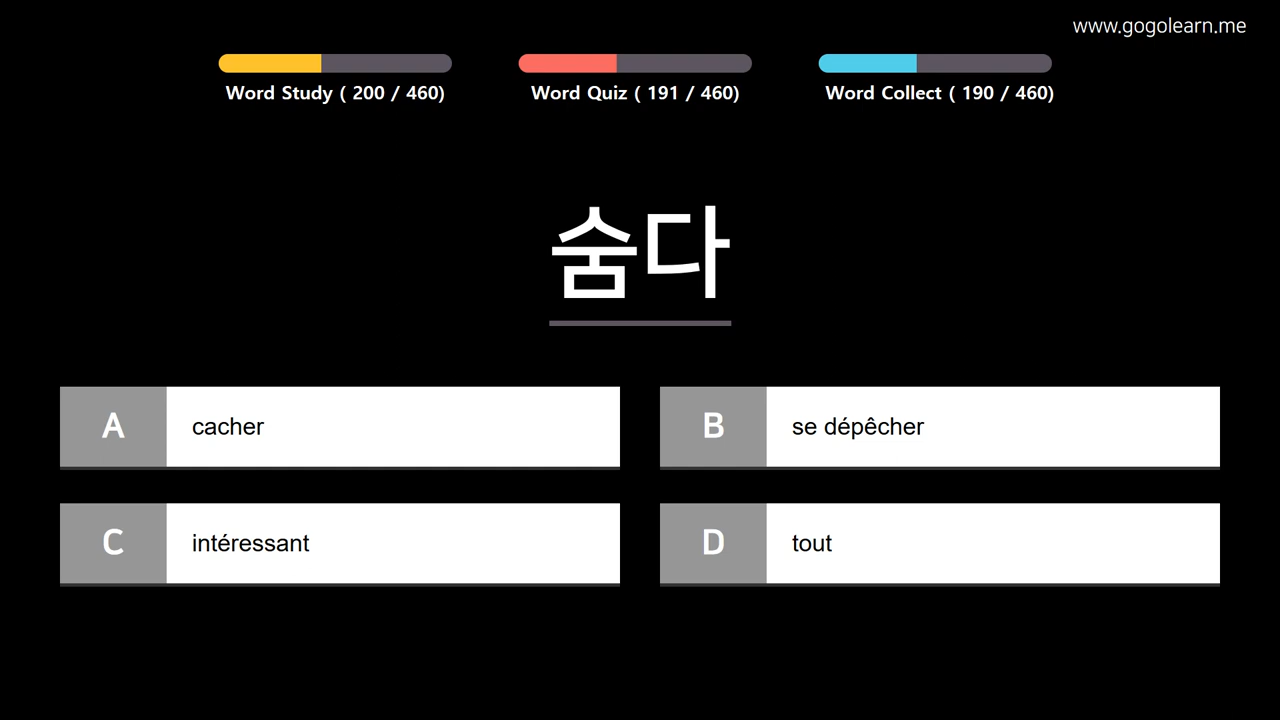 www.gogolearn.me
Word Study ( 200 / 460)
Word Quiz ( 191 / 460)
Word Collect ( 190 / 460)
숨다
A cacher
B se dépêcher
C intéressant
D tout